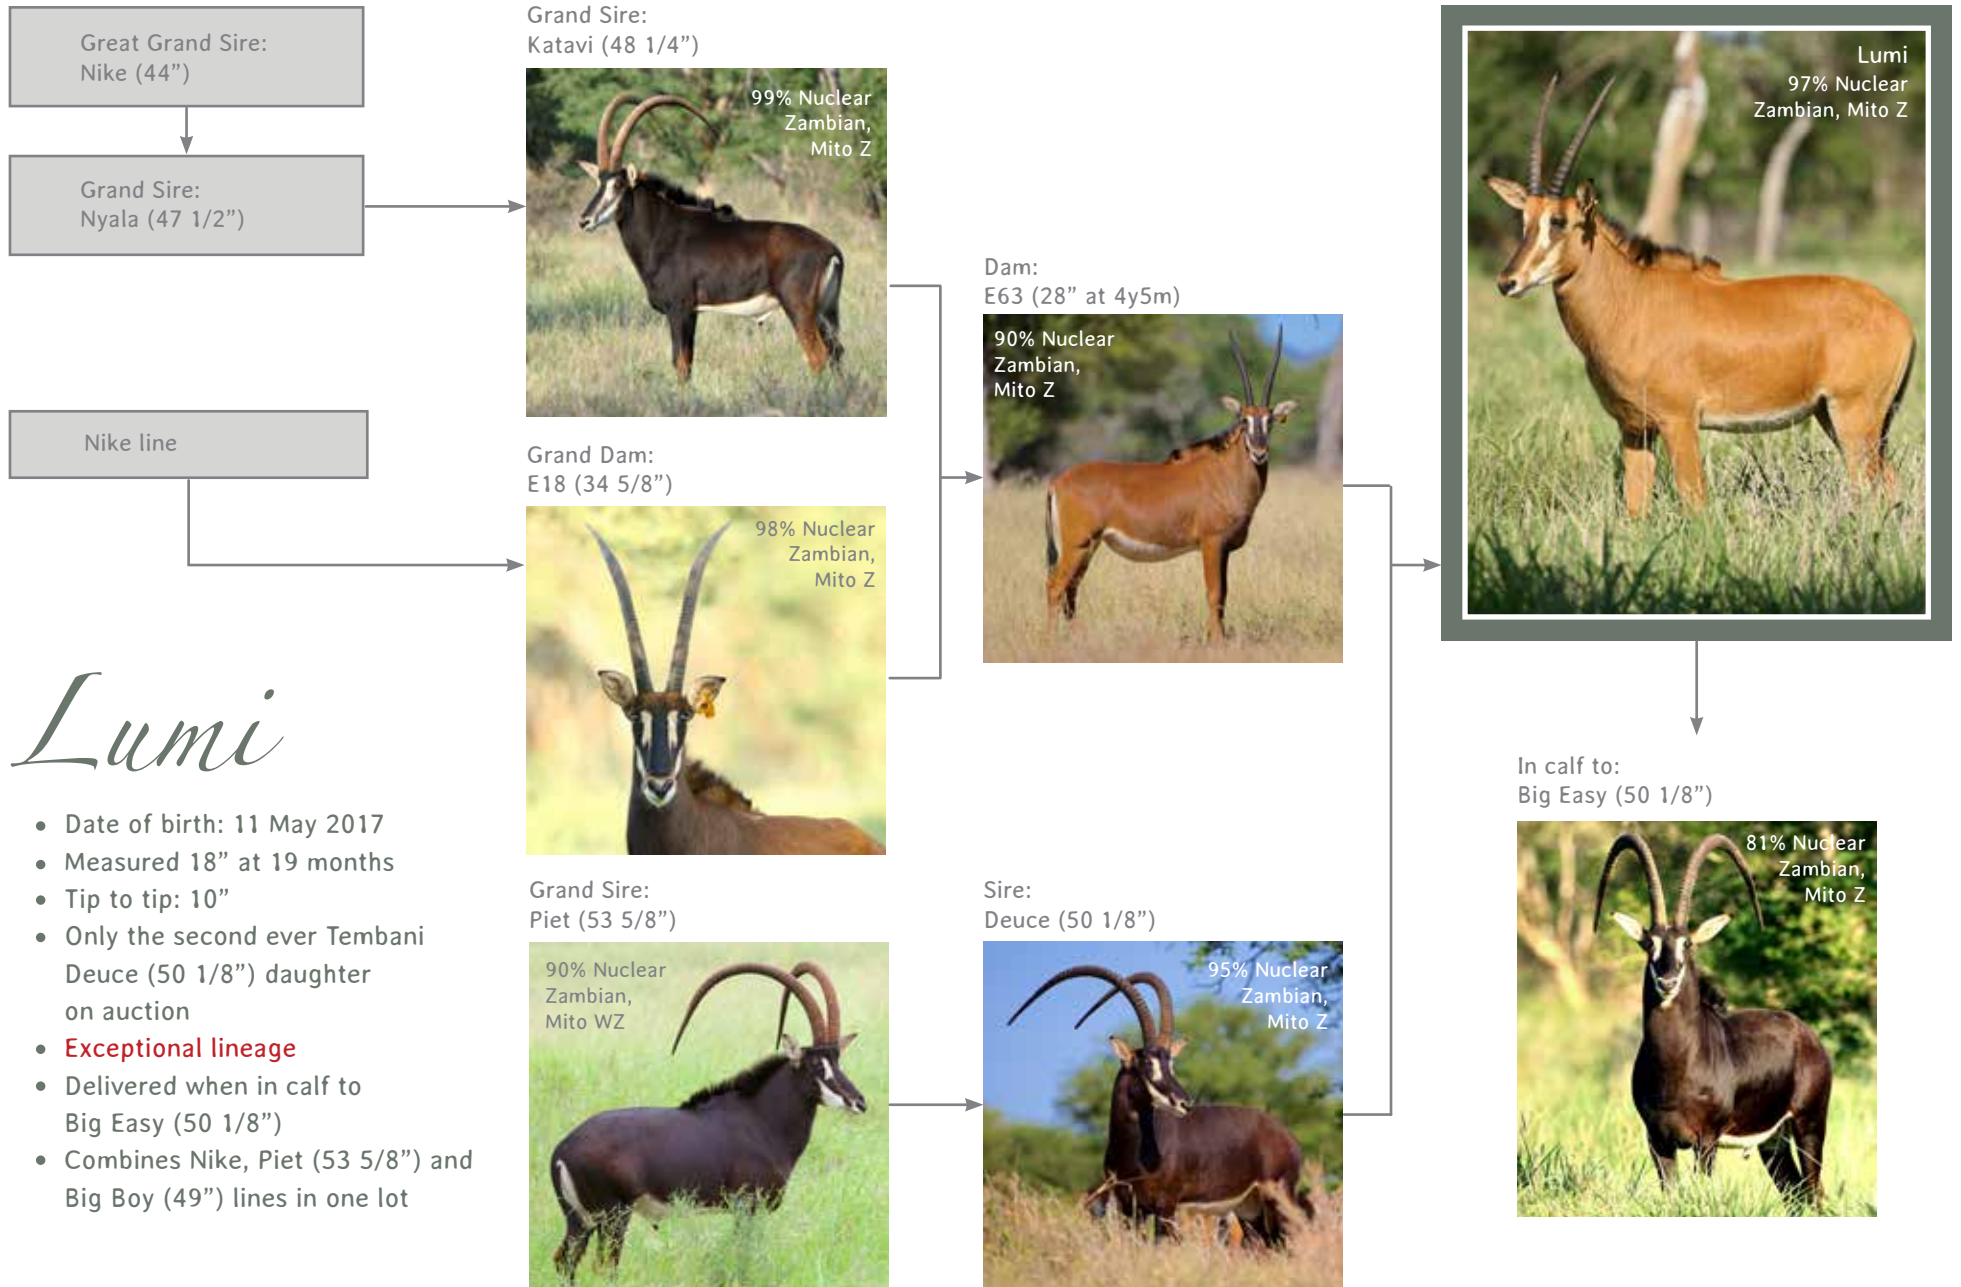 Great Grand Sire:
Nike (44”)
Grand Sire:
Nyala (47 1/2”)
Nike line
Grand Sire:
Katavi (48 1/4”)
99% Nuclear
Zambian,
Mito Z
Grand Dam:
E18 (34 5/8”)
98% Nuclear
Zambian,
Mito Z
Grand Sire:
Piet (53 5/8”)
90% Nuclear
Zambian,
Mito WZ
Dam:
E63 (28” at 4y5m)
90% Nuclear
Zambian,
Mito Z
Sire:
Deuce (50 1/8”)
95% Nuclear
Zambian,
Mito Z
Lumi
97% Nuclear
Zambian, Mito Z
In calf to:
Big Easy (50 1/8”)
81% Nuclear
Zambian,
Mito Z
Lumi
• Date of birth: 11 May 2017
• Measured 18” at 19 months
• Tip to tip: 10”
• Only the second ever Tembani
Deuce (50 1/8”) daughter
on auction
• Exceptional lineage
• Delivered when in calf to
Big Easy (50 1/8”)
• Combines Nike, Piet (53 5/8”) and
Big Boy (49”) lines in one lot